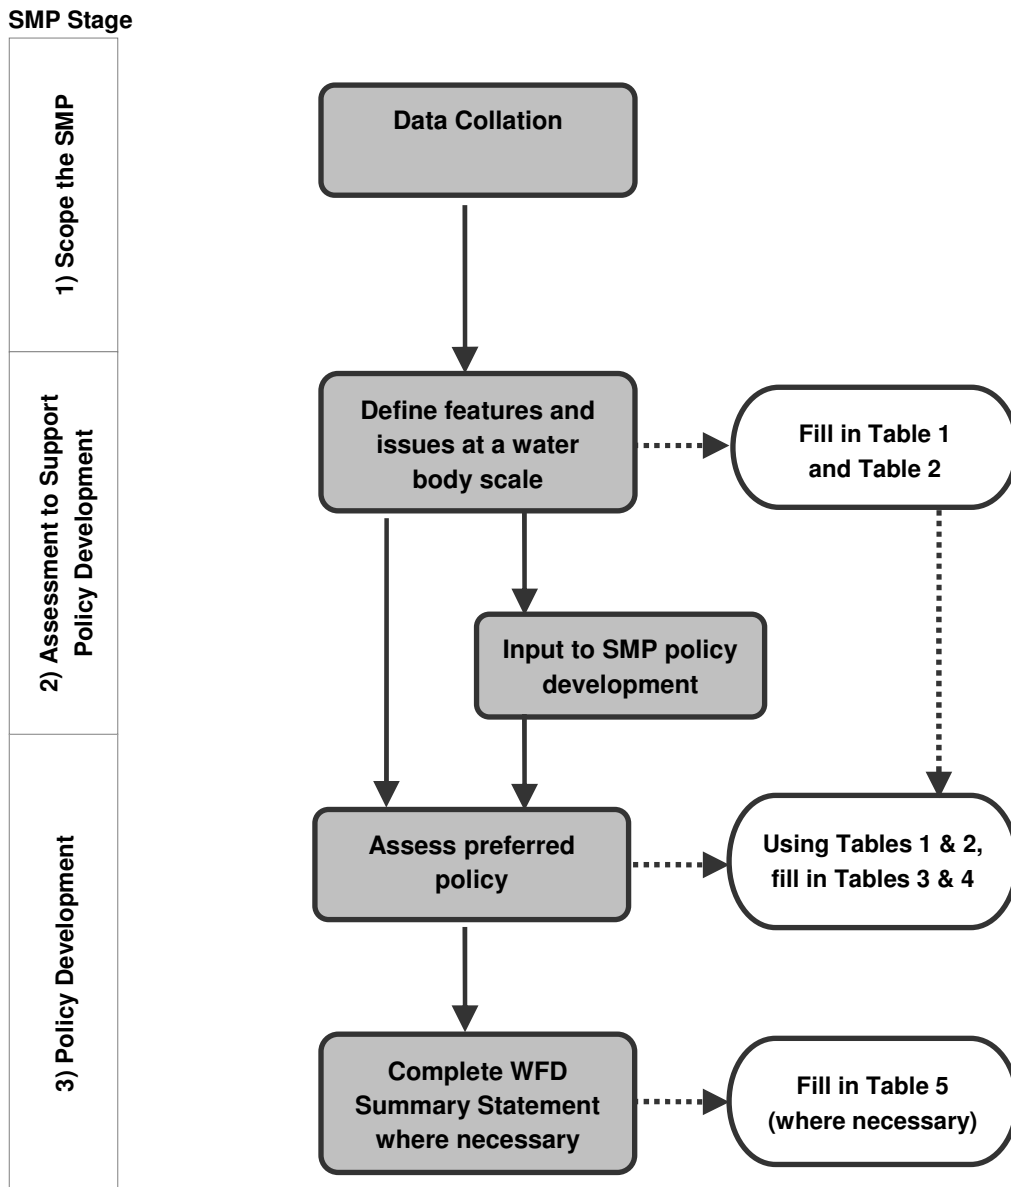 SMP Stage
1) Scope the SMP
Data Collation
2) Assessment to Support
Policy Development
Define features and
issues at a water
body scale
Fill in Table 1
and Table 2
Input to SMP policy
development
3) Policy Development
Assess preferred
policy
Using Tables 1 & 2,
fill in Tables 3 & 4
Complete WFD
Summary Statement
where necessary
Fill in Table 5
(where necessary)